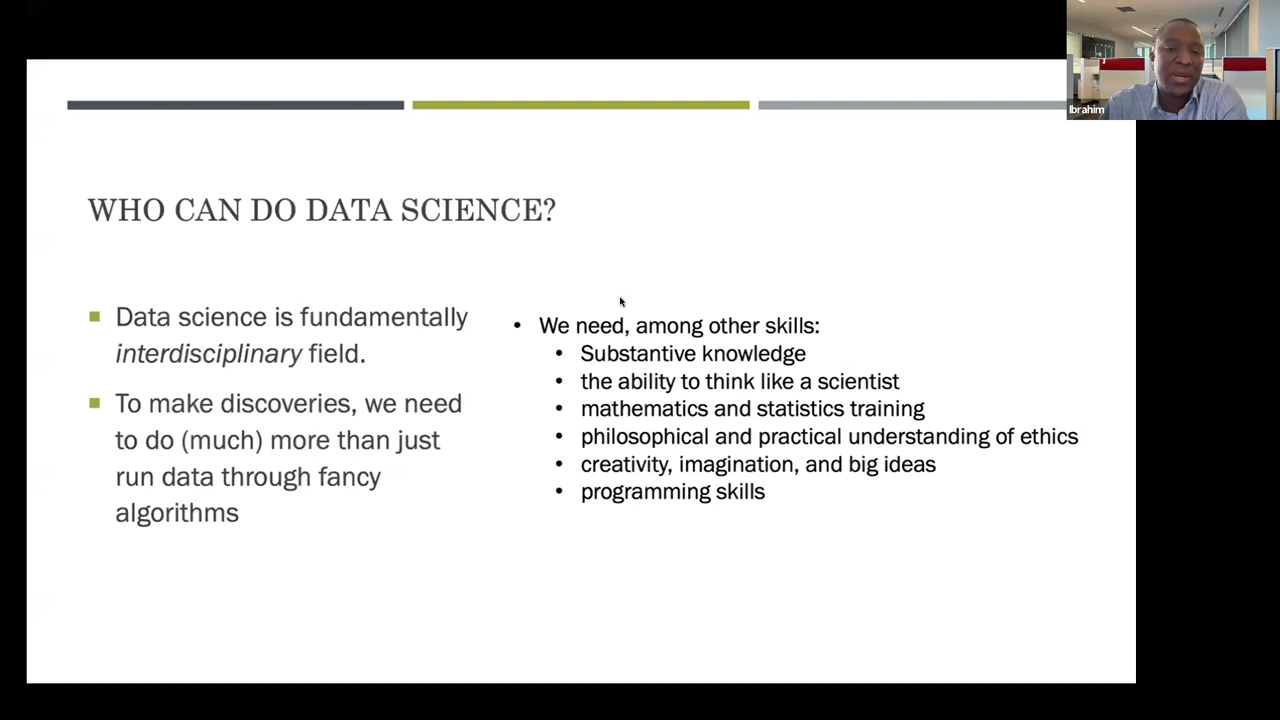 Ibrahim
WHO CAN DO DATA SCIENCE?
Data science is fundamentally
interdisciplinary field.
To make discoveries, we need
to do (much) more than just
run data through fancy
algorithms
We need, among other skills:
Substantive knowledge
the ability to think like a scientist
mathematics and statistics training
philosophical and practical understanding of ethics
creativity, imagination, and big ideas
programming skills